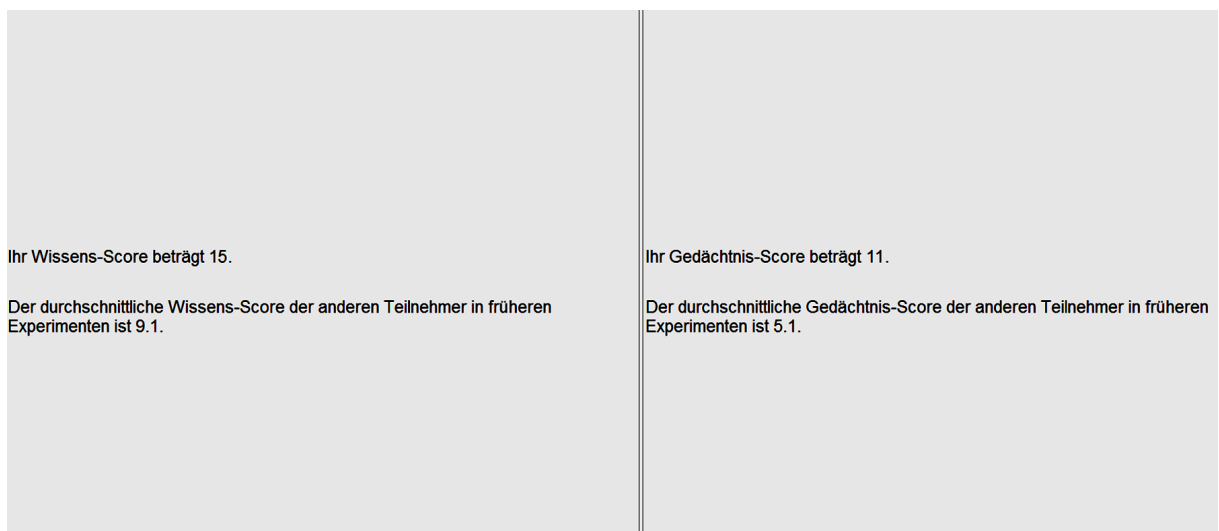 Ihr Wissens-Score beträgt 15.
Der durchschnittliche Wissens-Score der anderen Teilnehmer in früheren
Experimenten ist 9.1.
Ihr Gedächtnis-Score beträgt 11.
Der durchschnittliche Gedächtnis-Score der anderen Teilnehmer in früheren
Experimenten ist 5.1.